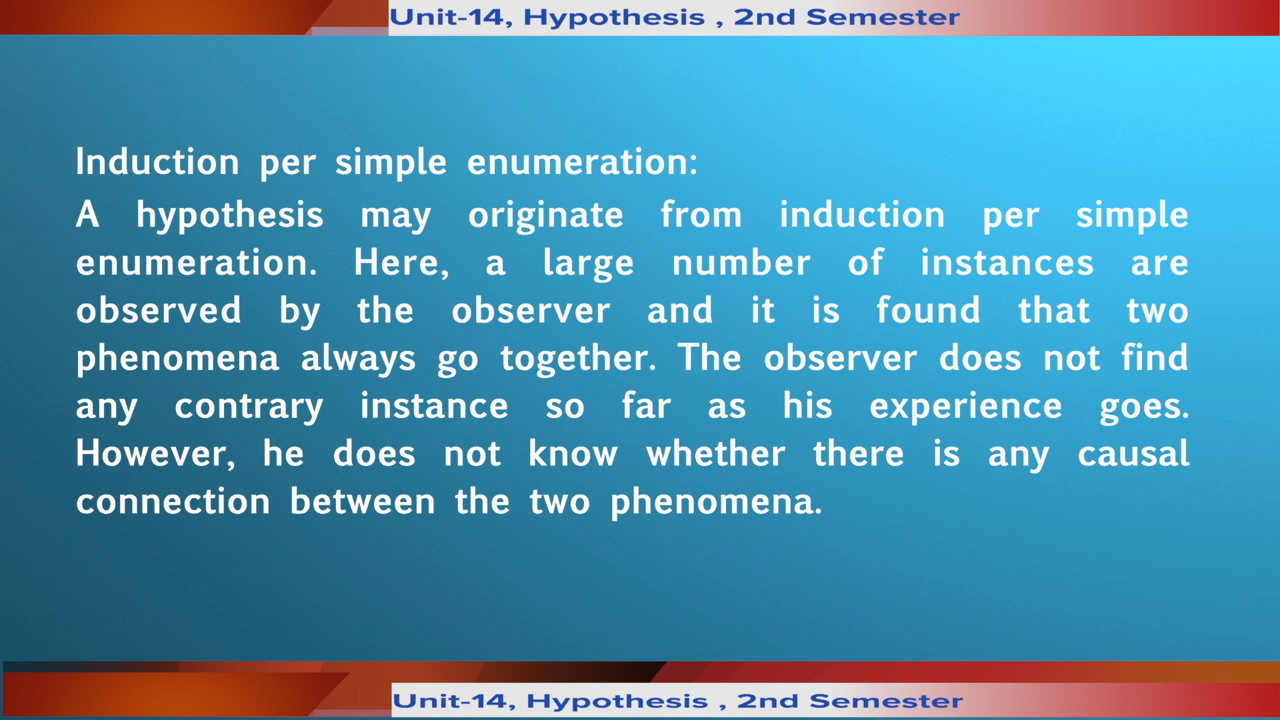 Unit-14, Hypothesis , 2nd Semester
Induction per simple enumeration:
A hypothesis may originate from induction per simple
enumeration. Here, a large number of instances are
observed by the observer and it is found that two
phenomena always go together. The observer does not find
any contrary instance so far as his experience goes.
However, he does not know whether there is any causal
connection between the two phenomena.
Unit-14, Hypothesis , 2nd Semester